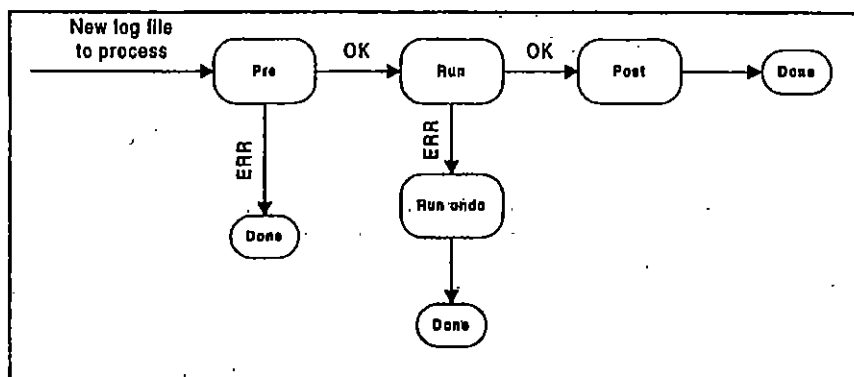 New log file
to process
Pre
OK
Run
OK
Post
Done
ERR
ERR
Run undo
Done
Done